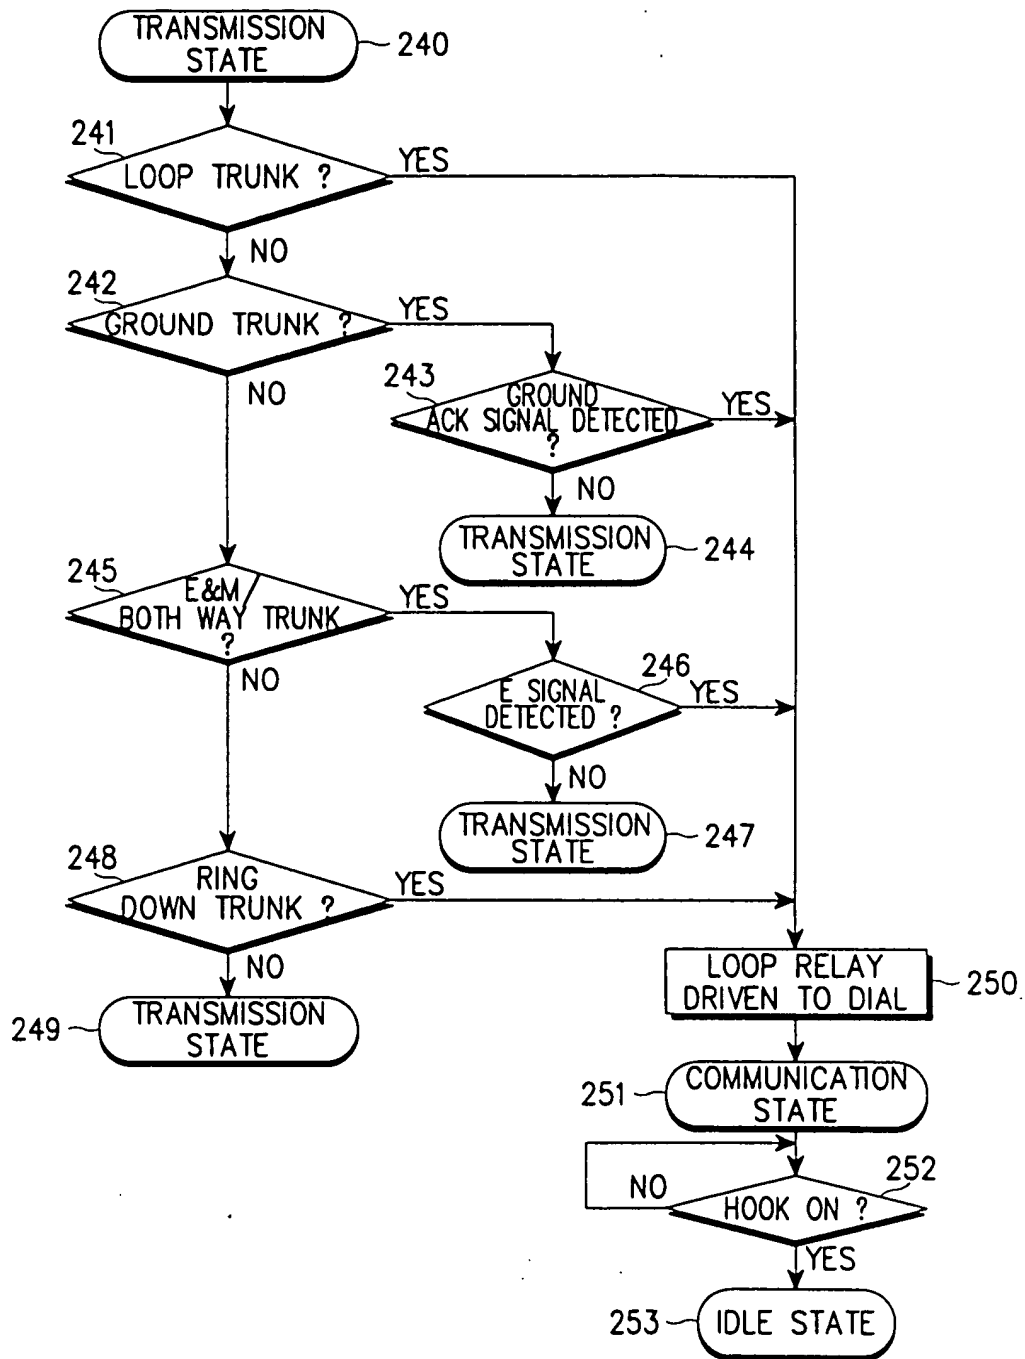 TRANSMISSION
STATE
240
241
LOOP TRUNK ?
YES
NO
242
GROUND TRUNK ?
YES
NO
243
GROUND
ACK SIGNAL DETECTED
?
YES
NO
TRANSMISSION
STATE
244
245
E&M/
BOTH WAY TRUNK
?
YES
NO
246
E SIGNAL
DETECTED ?
YES
NO
TRANSMISSION
STATE
247
248
RING
DOWN TRUNK ?
YES
NO
249
TRANSMISSION
STATE
LOOP RELAY
DRIVEN TO DIAL
250
251
COMMUNICATION
STATE
252
HOOK ON ?
NO
YES
253
IDLE STATE